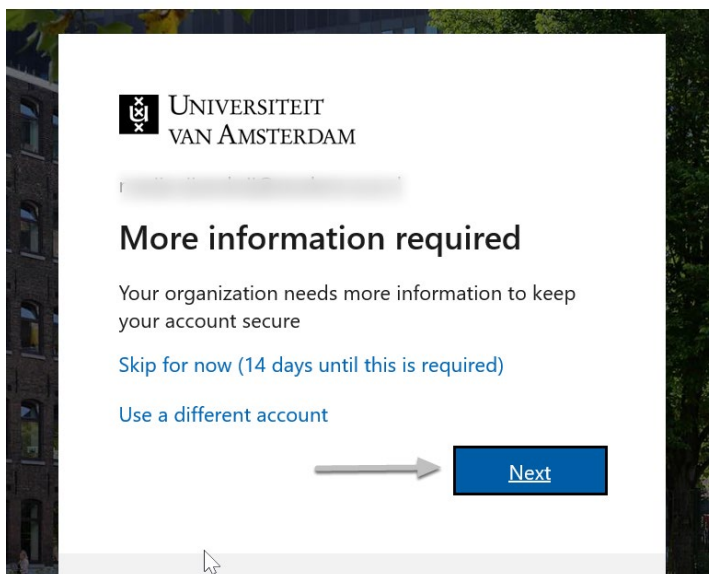 UNIVERSITEIT
VAN AMSTERDAM
More information required
Your organization needs more information to keep
your account secure
Skip for now (14 days until this is required)
Use a different account
Next